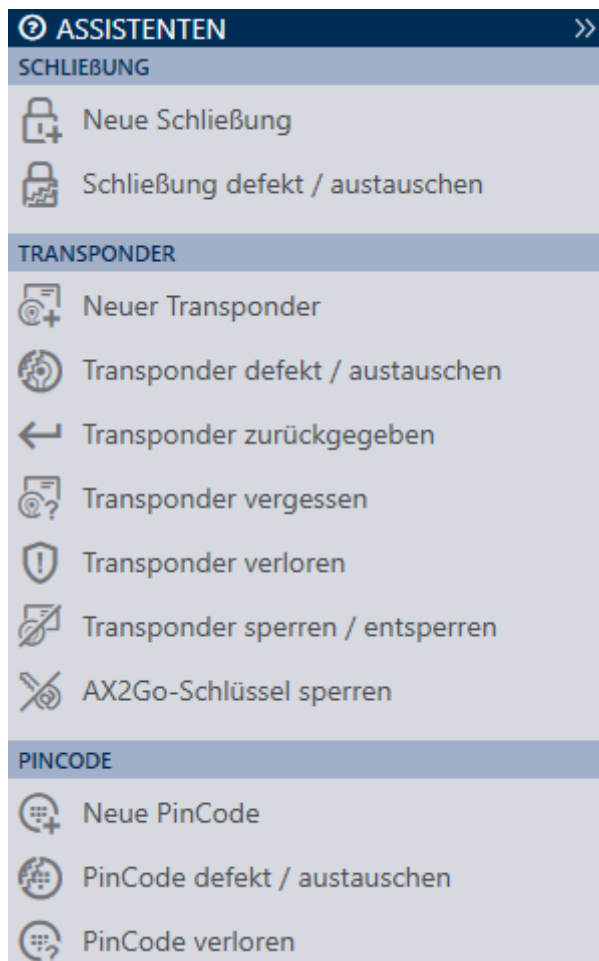 ASSISTENTEN
SCHLIEßUNG
Neue Schließung
Schließung defekt / austauschen
TRANSPONDER
Neuer Transponder
Transponder defekt / austauschen
Transponder zurückgegeben
Transponder vergessen
Transponder verloren
Transponder sperren / entsperren
AX2Go-Schlüssel sperren
PINCODE
Neue PinCode
PinCode defekt / austauschen
PinCode verloren